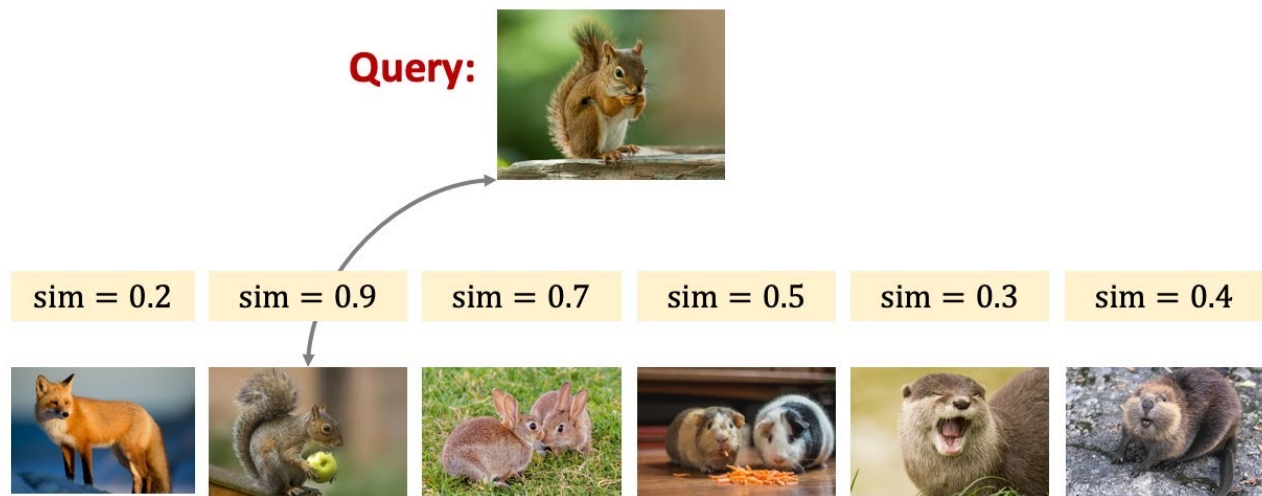 Query:
sim = 0.2
sim = 0.9
sim = 0.7
sim = 0.5
sim = 0.3
sim = 0.4